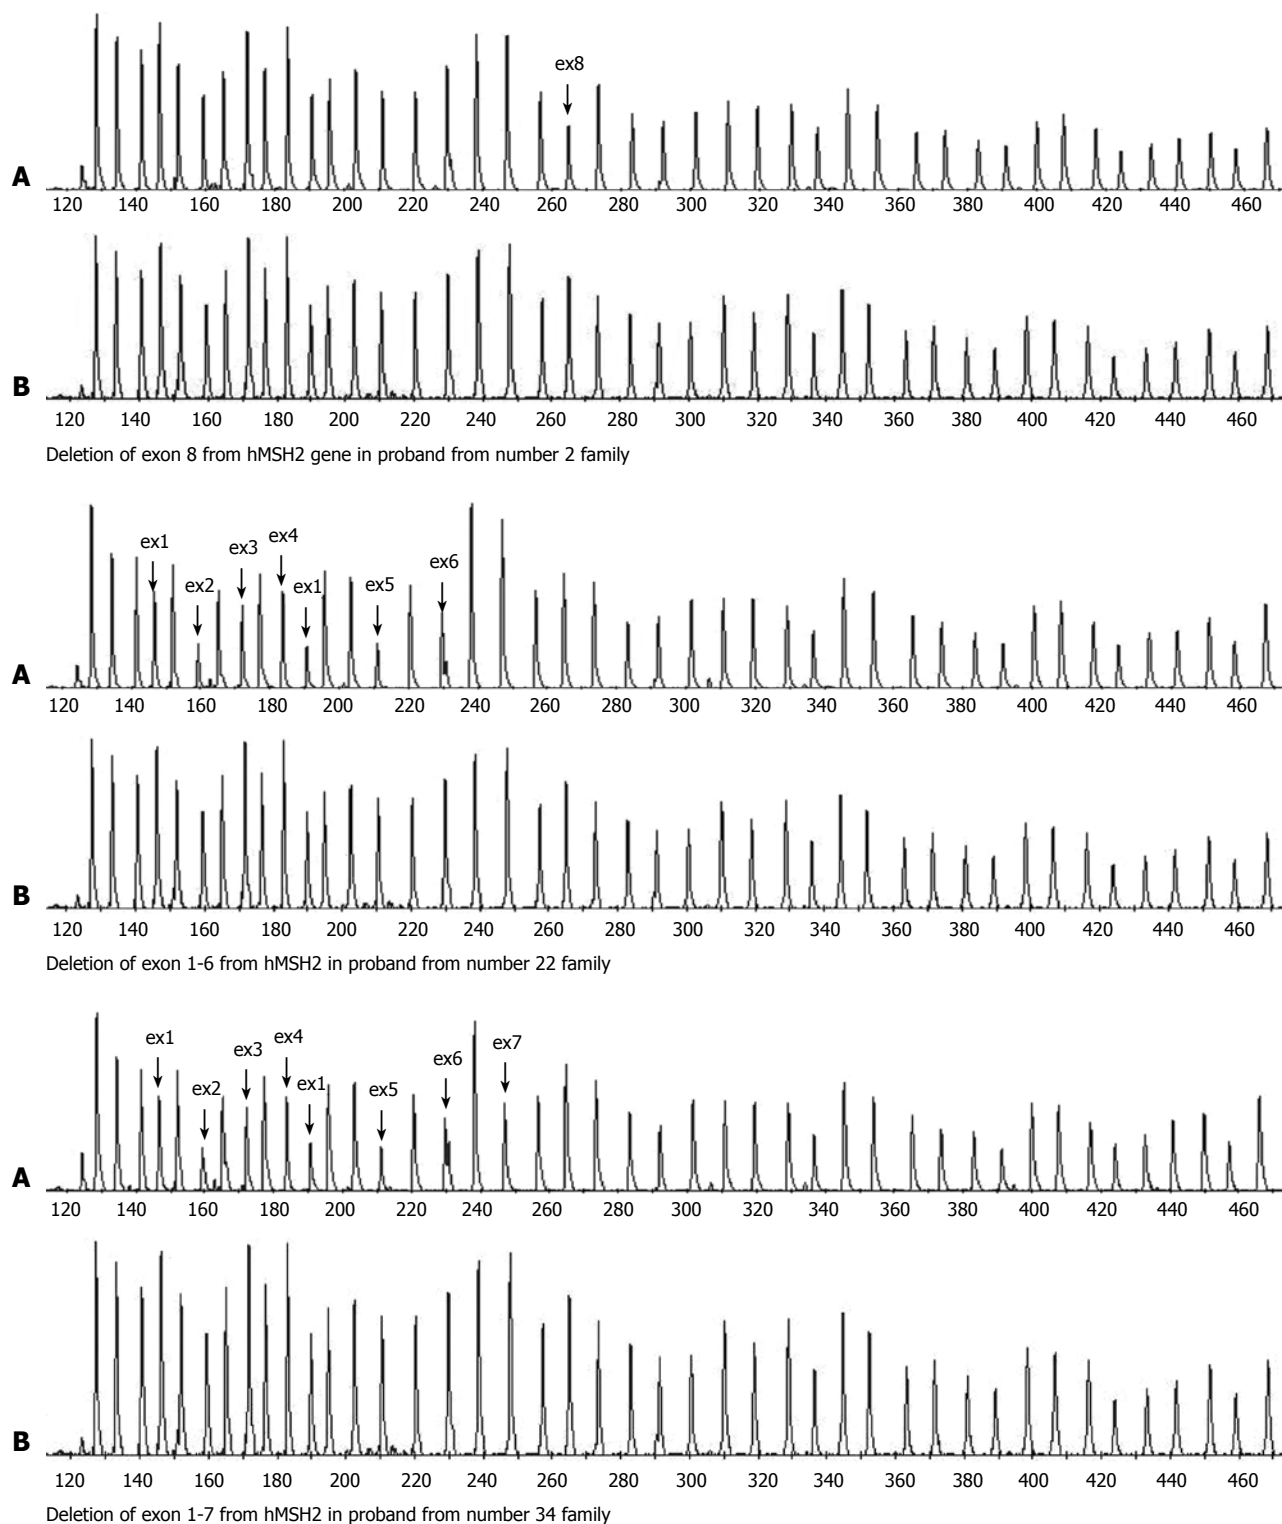 ex8
A
120 140 160 180 200 220 240 260 280 300 320 340 360 380 400 420 440 460
B
120 140 160 180 200 220 240 260 280 300 320 340 360 380 400 420 440 460
Deletion of exon 8 from hMSH2 gene in proband from number 2 family
ex1 ex2 ex3 ex4 ex1 ex5 ex6
A
120 140 160 180 200 220 240 260 280 300 320 340 360 380 400 420 440 460
B
120 140 160 180 200 220 240 260 280 300 320 340 360 380 400 420 440 460
Deletion of exon 1-6 from hMSH2 in proband from number 22 family
ex1 ex2 ex3 ex4 ex1 ex5 ex6 ex7
A
120 140 160 180 200 220 240 260 280 300 320 340 360 380 400 420 440 460
B
120 140 160 180 200 220 240 260 280 300 320 340 360 380 400 420 440 460
Deletion of exon 1-7 from hMSH2 in proband from number 34 family